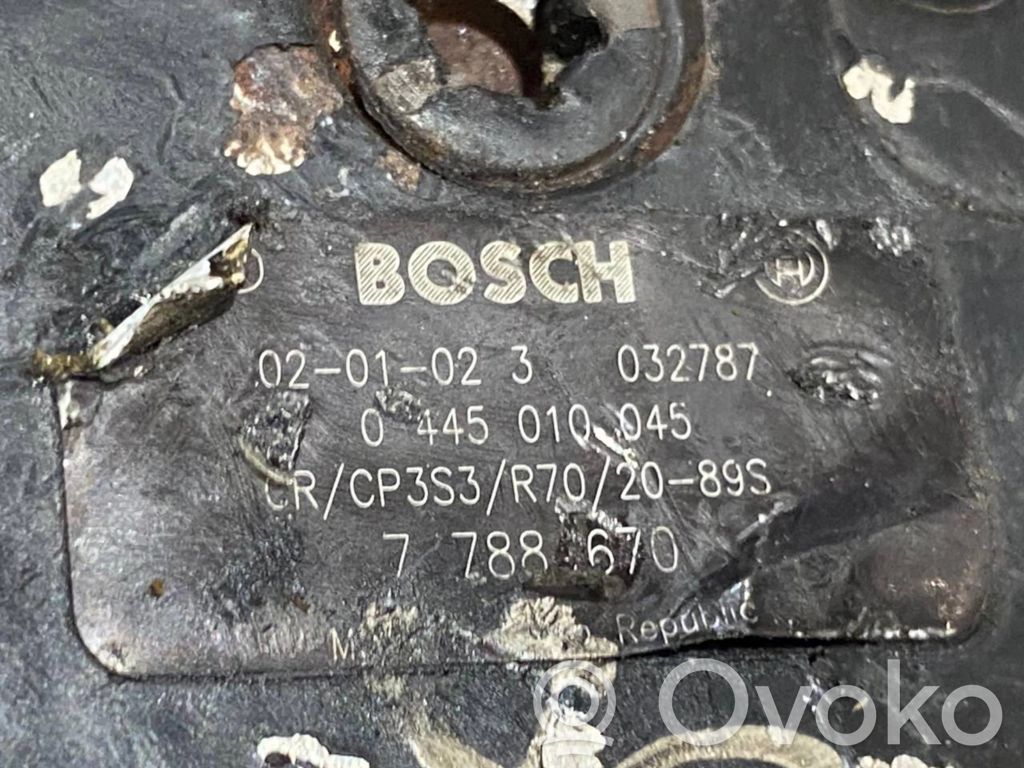 BOSCH
02-01-02 3 032787
0 445 010 045
CR/CP3S3/R70/20-89S
7 788 670
Republic
Ovoko